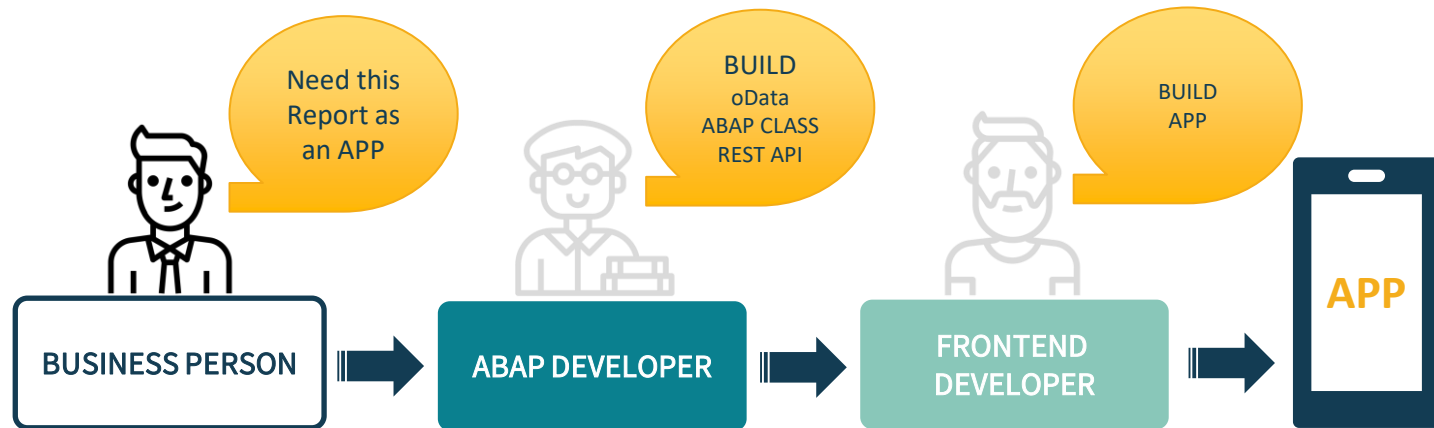 Need this
Report as
an APP
BUILD
oData
ABAP CLASS
REST API
BUILD
APP
BUSINESS PERSON
ABAP DEVELOPER
FRONTEND
DEVELOPER
APP